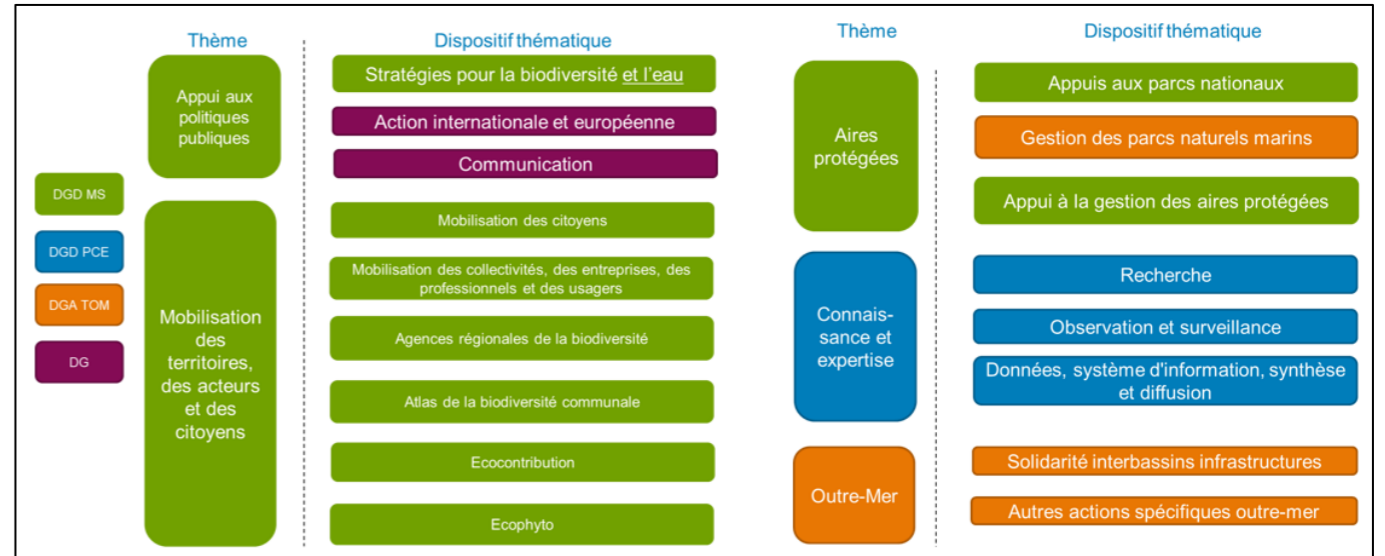 Thème
Dispositif thématique
Appui aux
politiques
publiques
Stratégies pour la biodiversité et l'eau
Action internationale et européenne
Communication
DGD MS
DGD PCE
DGA TOM
DG
Mobilisation
des
territoires,
des acteurs
et des
citoyens
Mobilisation des citoyens
Mobilisation des collectivités, des entreprises, des
professionnels et des usagers
Agences régionales de la biodiversité
Atlas de la biodiversité communale
Ecocontribution
Ecophyto
Thème
Dispositif thématique
Aires
protégées
Appuis aux parcs nationaux
Gestion des parcs naturels marins
Appui à la gestion des aires protégées
Connais-
sance et
expertise
Recherche
Observation et surveillance
Données, système d'information, synthèse
et diffusion
Outre-Mer
Solidarité interbassins infrastructures
Autres actions spécifiques outre-mer